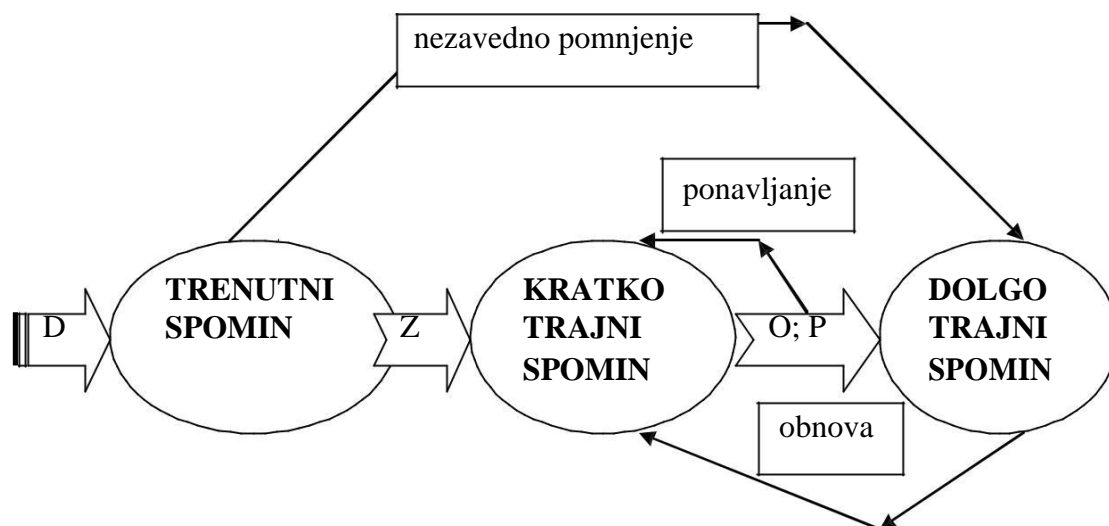 nezavedno pomnjenje
ponavljanje
D
TRENUTNI
SPOMIN
Z
KRATKO
TRAJNI
SPOMIN
O; P
DOLGO
TRAJNI
SPOMIN
obnova